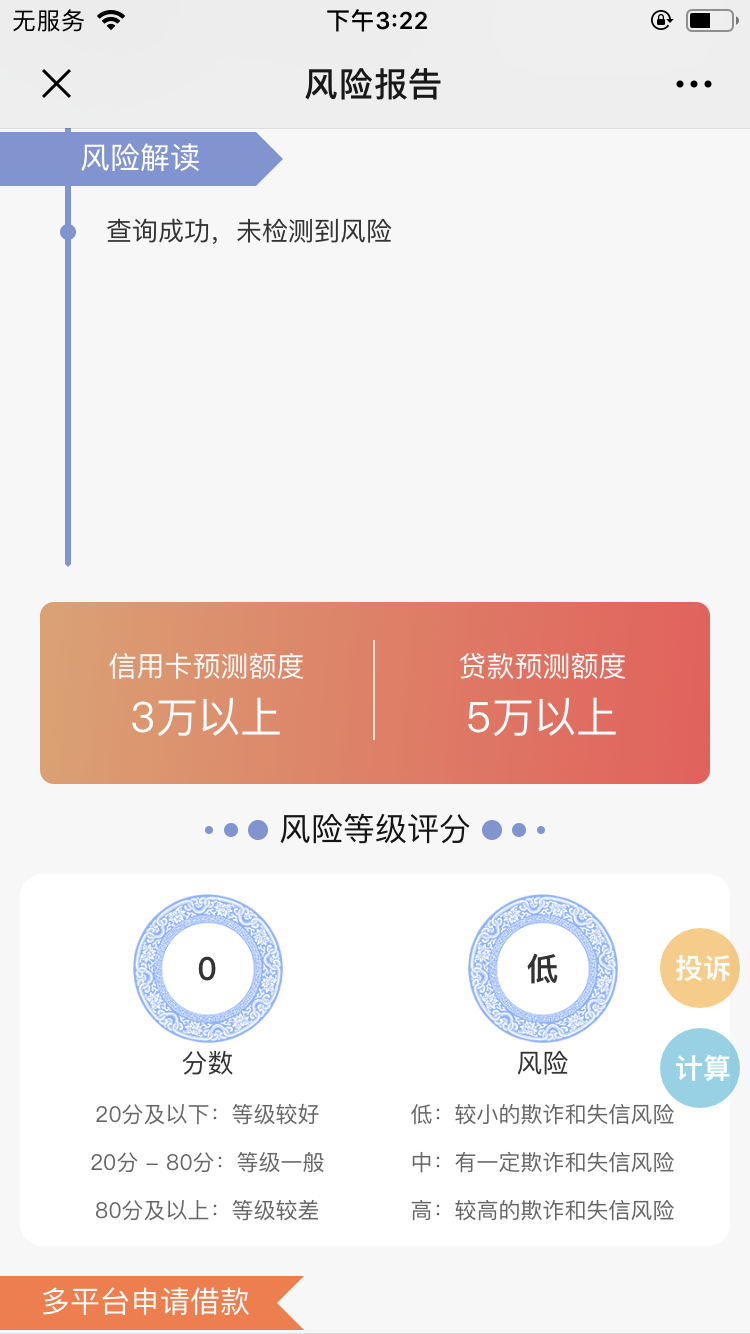 无服务 下午3:22
风险报告
风险解读
查询成功，未检测到风险
信用卡预测额度 贷款预测额度
3万以上 5万以上
风险等级评分
0 低
投诉
分数 风险
计算
20分及以下：等级较好 低：较小的欺诈和失信风险
20分 – 80分：等级一般 中：有一定欺诈和失信风险
80分及以上：等级较差 高：较高的欺诈和失信风险
多平台申请借款